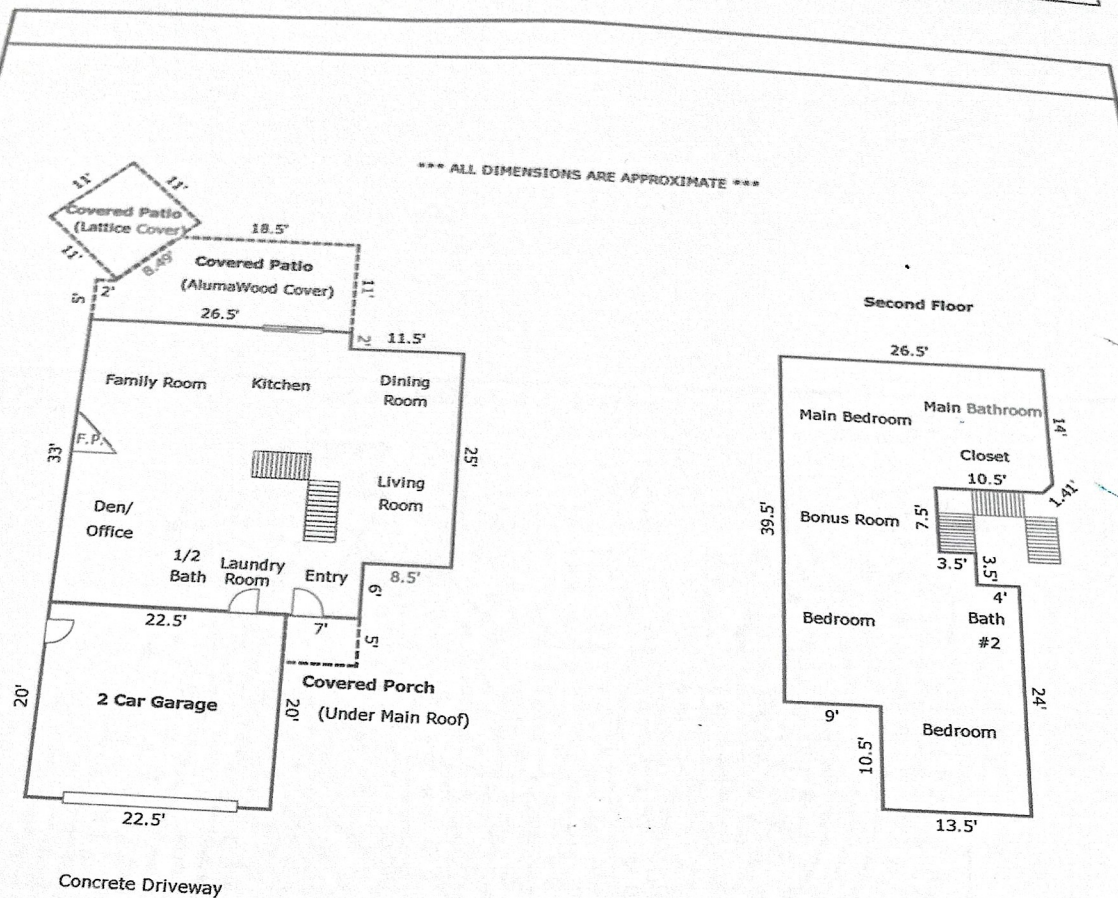 *** ALL DIMENSIONS ARE APPROXIMATE ***
11'
11'
Covered Patio
(Lattice Cover)
11'
8.49'
18.5'
Covered Patio
(AlumaWood Cover)
11'
5'
2'
26.5'
2'
11.5'
Family Room
Kitchen
Dining
Room
F.P.
33'
25'
Living
Room
Den/
Office
1/2
Bath
Laundry
Room
Entry
8.5'
6'
22.5'
7'
5'
Covered Porch
(Under Main Roof)
20'
2 Car Garage
20'
22.5'
Concrete Driveway
Second Floor
26.5'
Main Bedroom
Main Bathroom
14'
Closet
10.5'
1.41'
39.5'
Bonus Room
7.5'
3.5'
3.5'
4'
Bedroom
Bath
#2
24'
9'
10.5'
Bedroom
13.5'